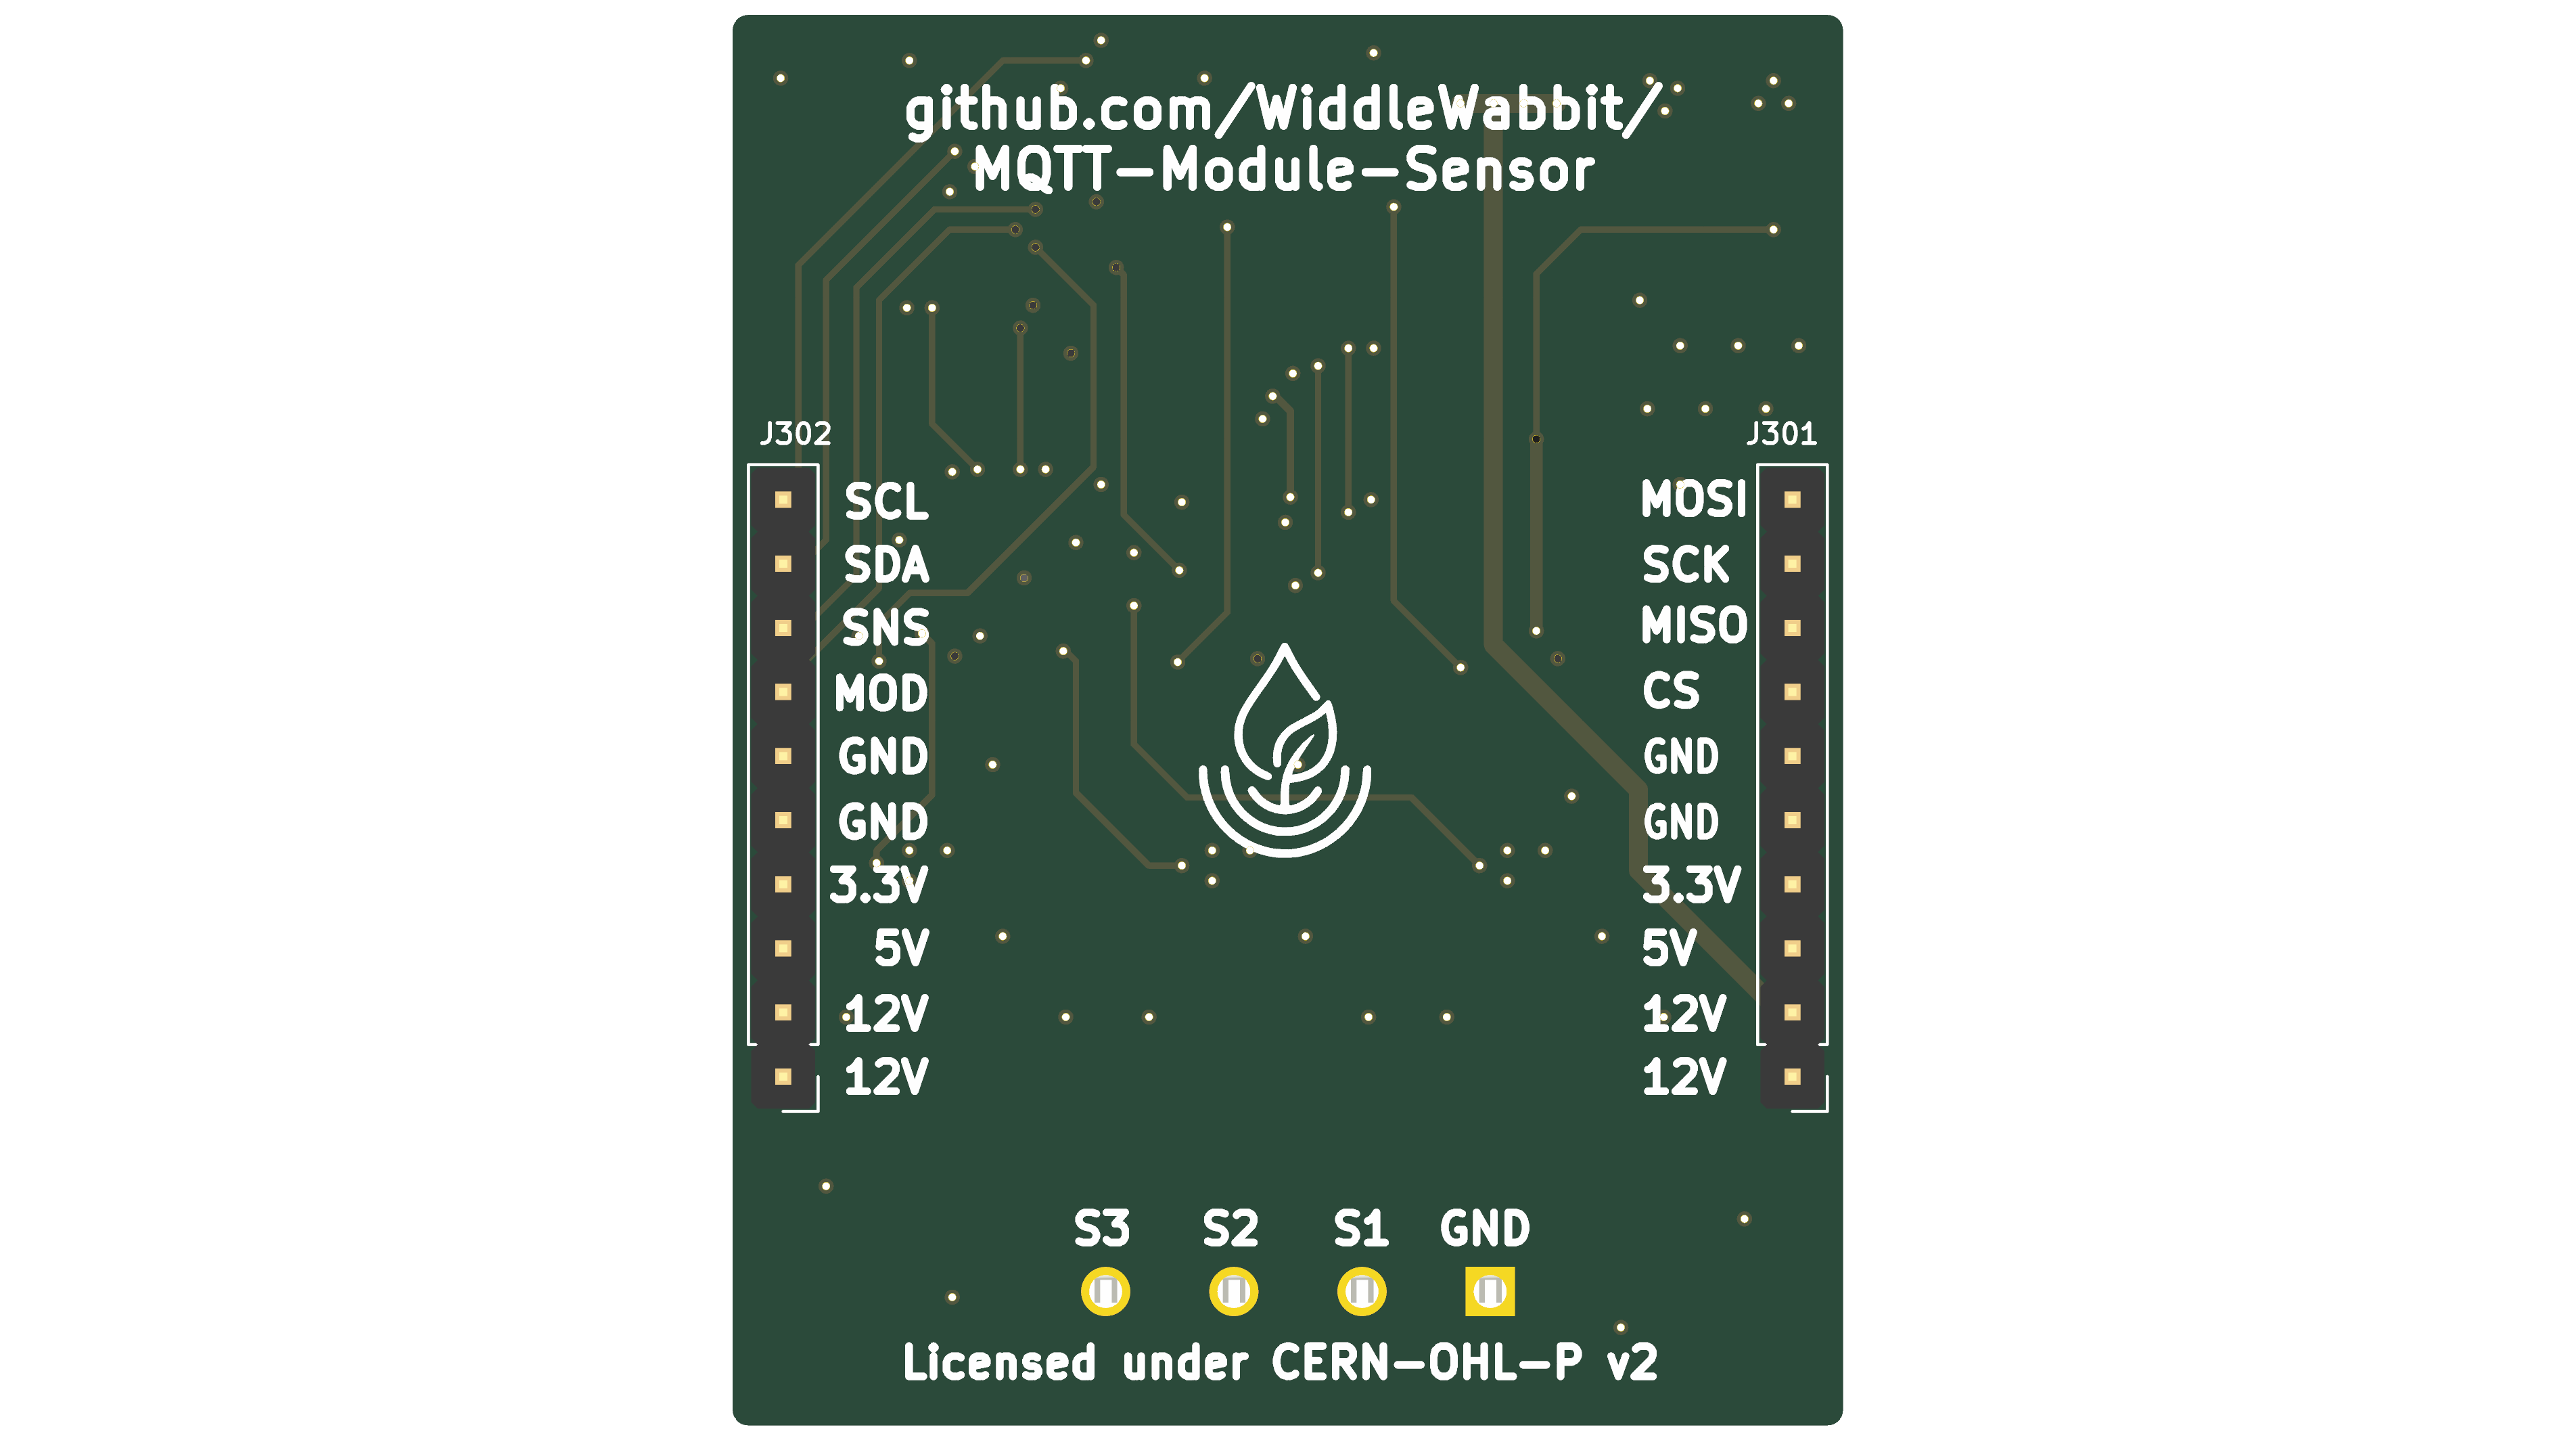 github.com/WiddleWabbit/
MQTT-Module-Sensor
J302
J301
SCL
MOSI
SDA
SCK
SNS
MISO
MOD
CS
GND
GND
GND
GND
3.3V
3.3V
5V
5V
12V
12V
12V
12V
S3 S2 S1 GND
Licensed under CERN-OHL-P v2